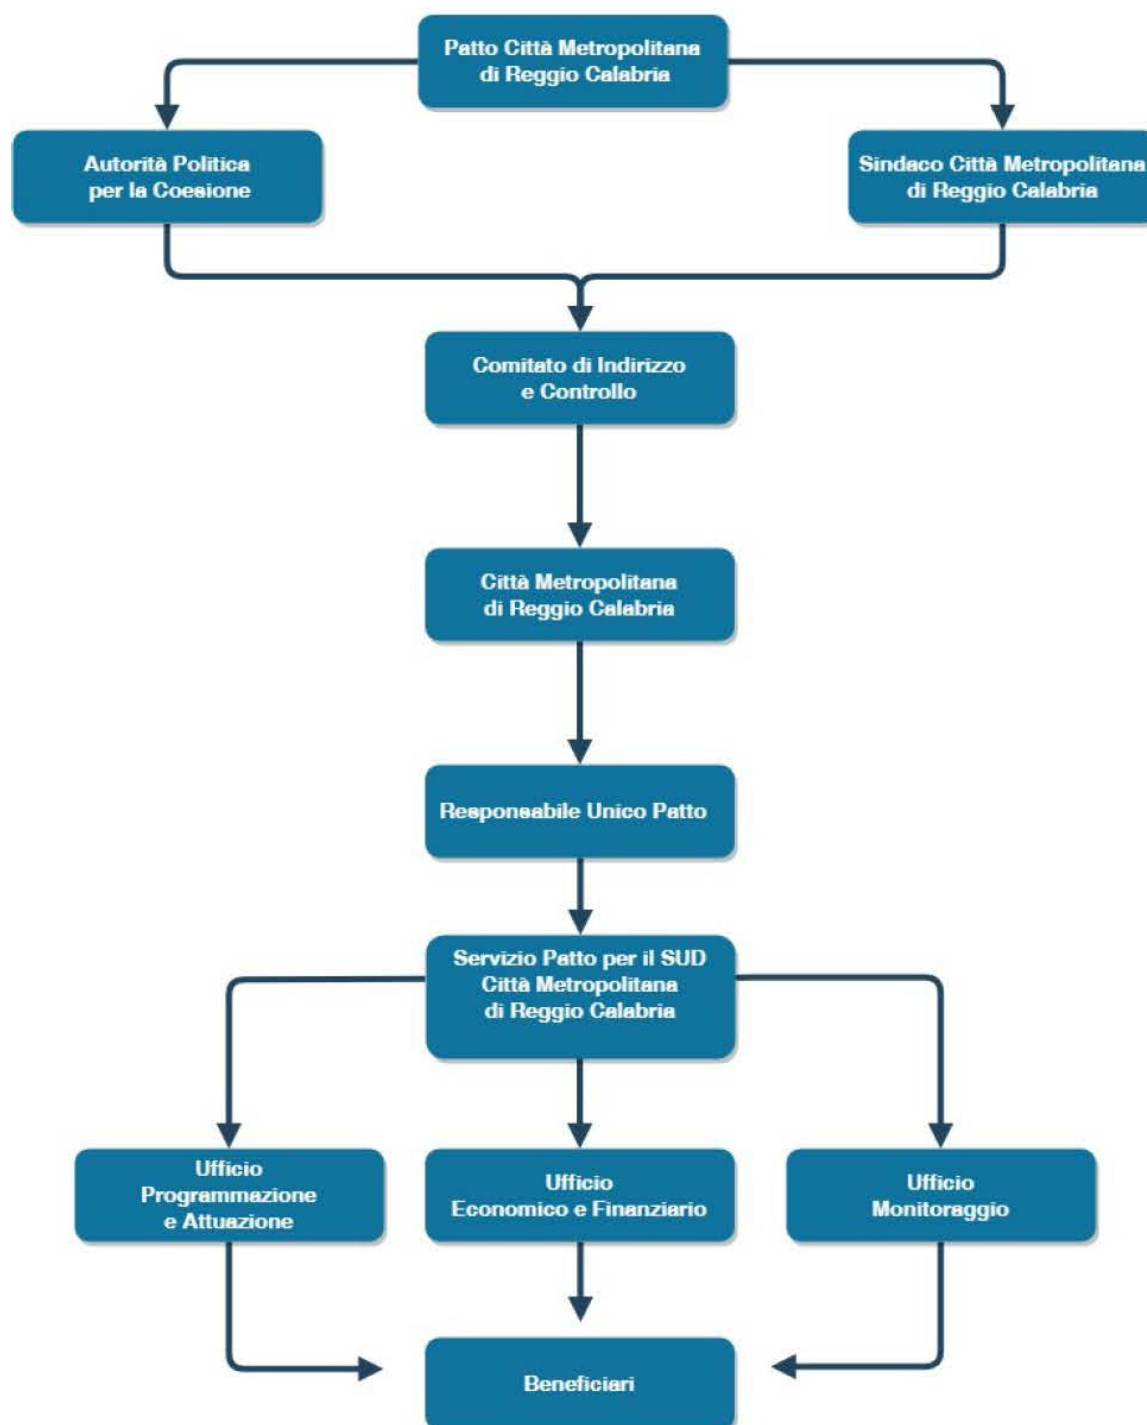 Patto Città Metropolitana
di Reggio Calabria
Autorità Politica
per la Coesione
Sindaco Città Metropolitana
di Reggio Calabria
Comitato di Indirizzo
e Controllo
Città Metropolitana
di Reggio Calabria
Responsabile Unico Patto
Servizio Patto per il SUD
Città Metropolitana
di Reggio Calabria
Ufficio
Programmazione
e Attuazione
Ufficio
Economico e Finanziario
Ufficio
Monitoraggio
Beneficiari